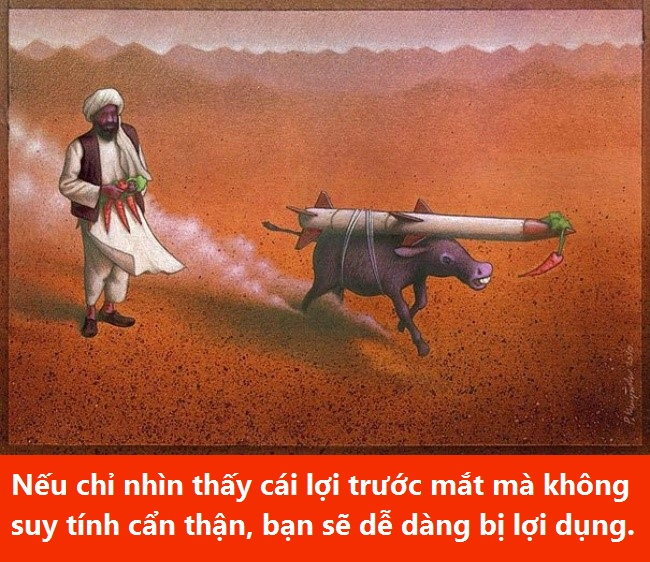 Nếu chỉ nhìn thấy cái lợi trước mắt mà không
suy tính cẩn thận, bạn sẽ dễ dàng bị lợi dụng.